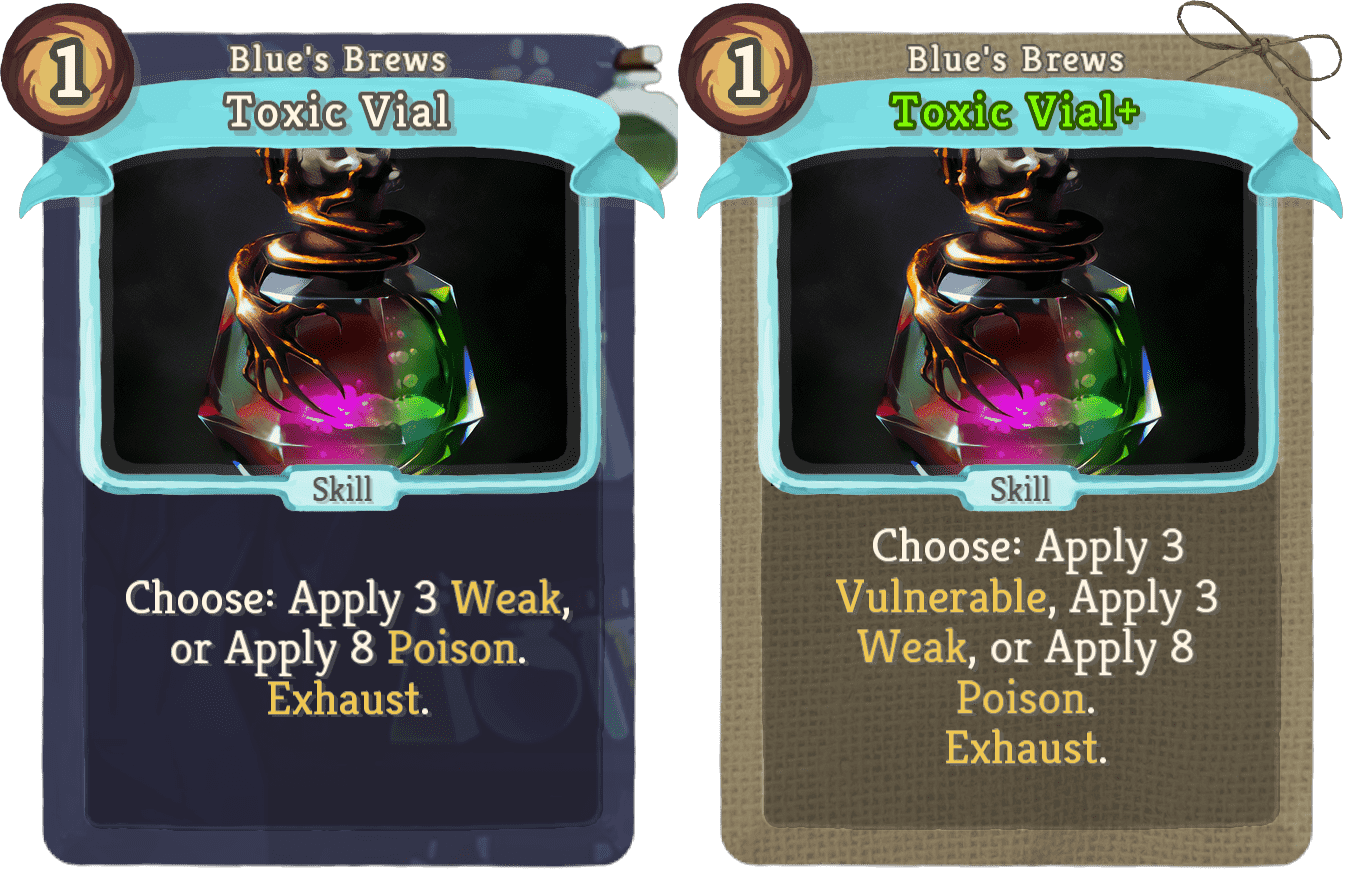 1
Blue's Brews
Toxic Vial
Skill
Choose: Apply 3 Weak,
or Apply 8 Poison.
Exhaust.
1
Blue's Brews
Toxic Vial+
Skill
Choose: Apply 3
Vulnerable, Apply 3
Weak, or Apply 8
Poison.
Exhaust.